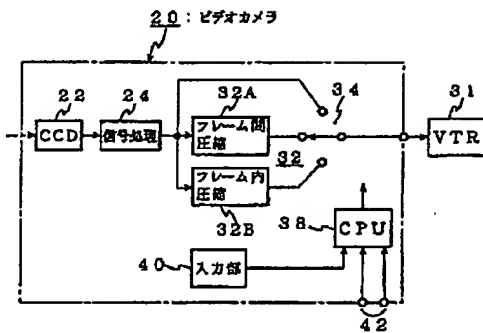 20:ビデオカメラ
22
24
32A
34
31
CCD
信号処理
フレーム間
圧縮
VTR
32
フレーム内
圧縮
32B
38
CPU
40
入力部
42